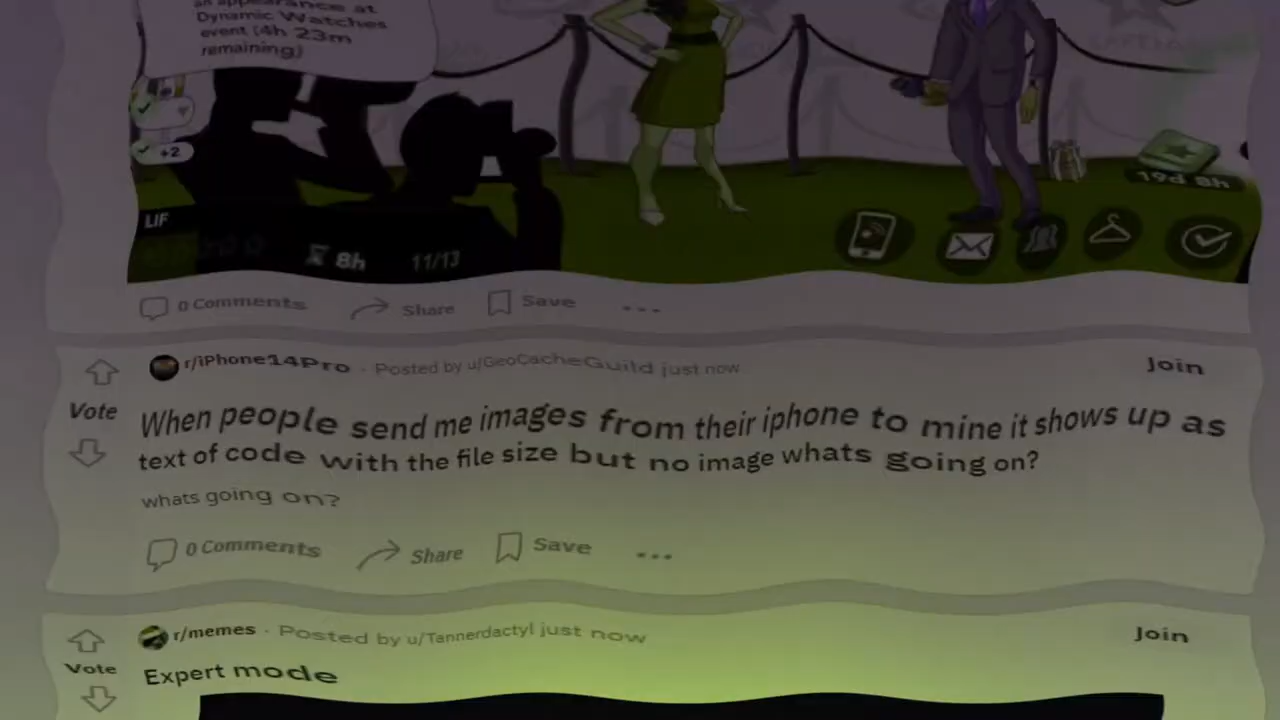 an appearance at
Dynamic Watches
event (4h 23m
remaining)
+2
19d 8h
LIF
8h
11/13
0 Comments
Share
Save
r/iPhone14Pro · Posted by u/GeoCacheGuild just now
Join
Vote
When people send me images from their iphone to mine it shows up as
text of code with the file size but no image whats going on?
whats going on?
0 Comments
Share
Save
r/memes · Posted by u/Tannerdactyl just now
Join
Vote
Expert mode